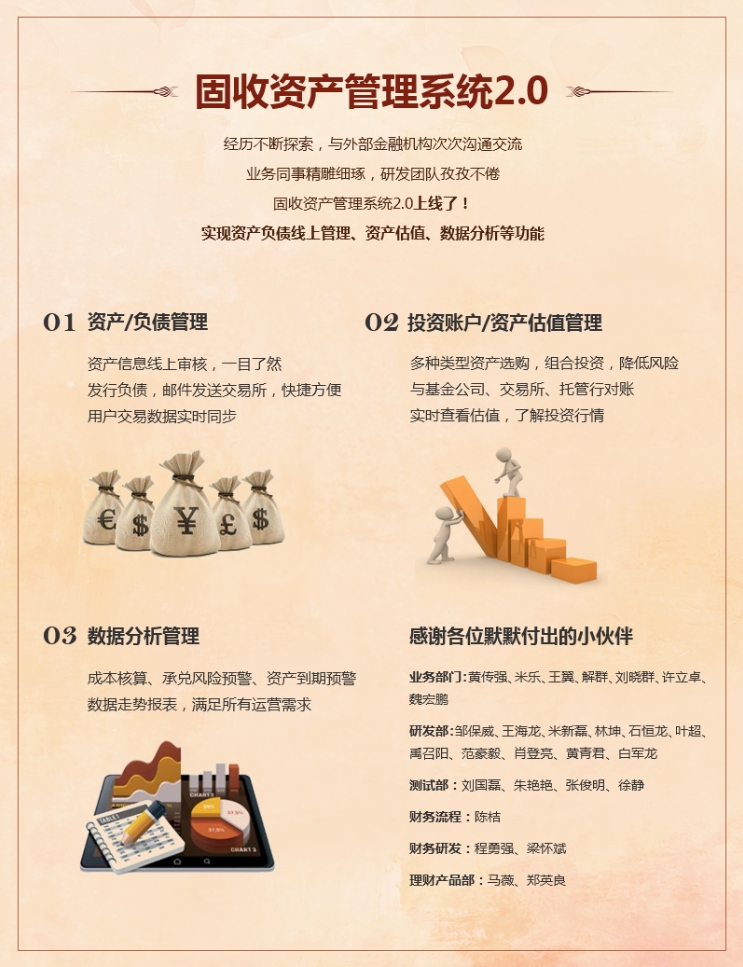 固收资产管理系统2.0
经历不断探索，与外部金融机构次次沟通交流
业务同事精雕细琢，研发团队孜孜不倦
固收资产管理系统2.0上线了！
实现资产负债线上管理、资产估值、数据分析等功能
01 资产/负债管理
资产信息线上审核，一目了然
发行负债，邮件发送交易所，快捷方便
用户交易数据实时同步
€ $ ¥ £ $
02 投资账户/资产估值管理
多种类型资产选购，组合投资，降低风险
与基金公司、交易所、托管行对账
实时查看估值，了解投资行情
03 数据分析管理
成本核算、承兑风险预警、资产到期预警
数据走势报表，满足所有运营需求
TABLE 1
CHART 3
感谢各位默默付出的小伙伴
业务部门：黄传强、米乐、王翼、解群、刘晓群、许立卓、
魏宏鹏
研发部：邹保威、王海龙、米新磊、林坤、石恒龙、叶超、
禹召阳、范豪毅、肖登亮、黄青君、白军龙
测试部：刘国磊、朱艳艳、张俊明、徐静
财务流程：陈桔
财务研发：程勇强、梁怀斌
理财产品部：马薇、郑英良